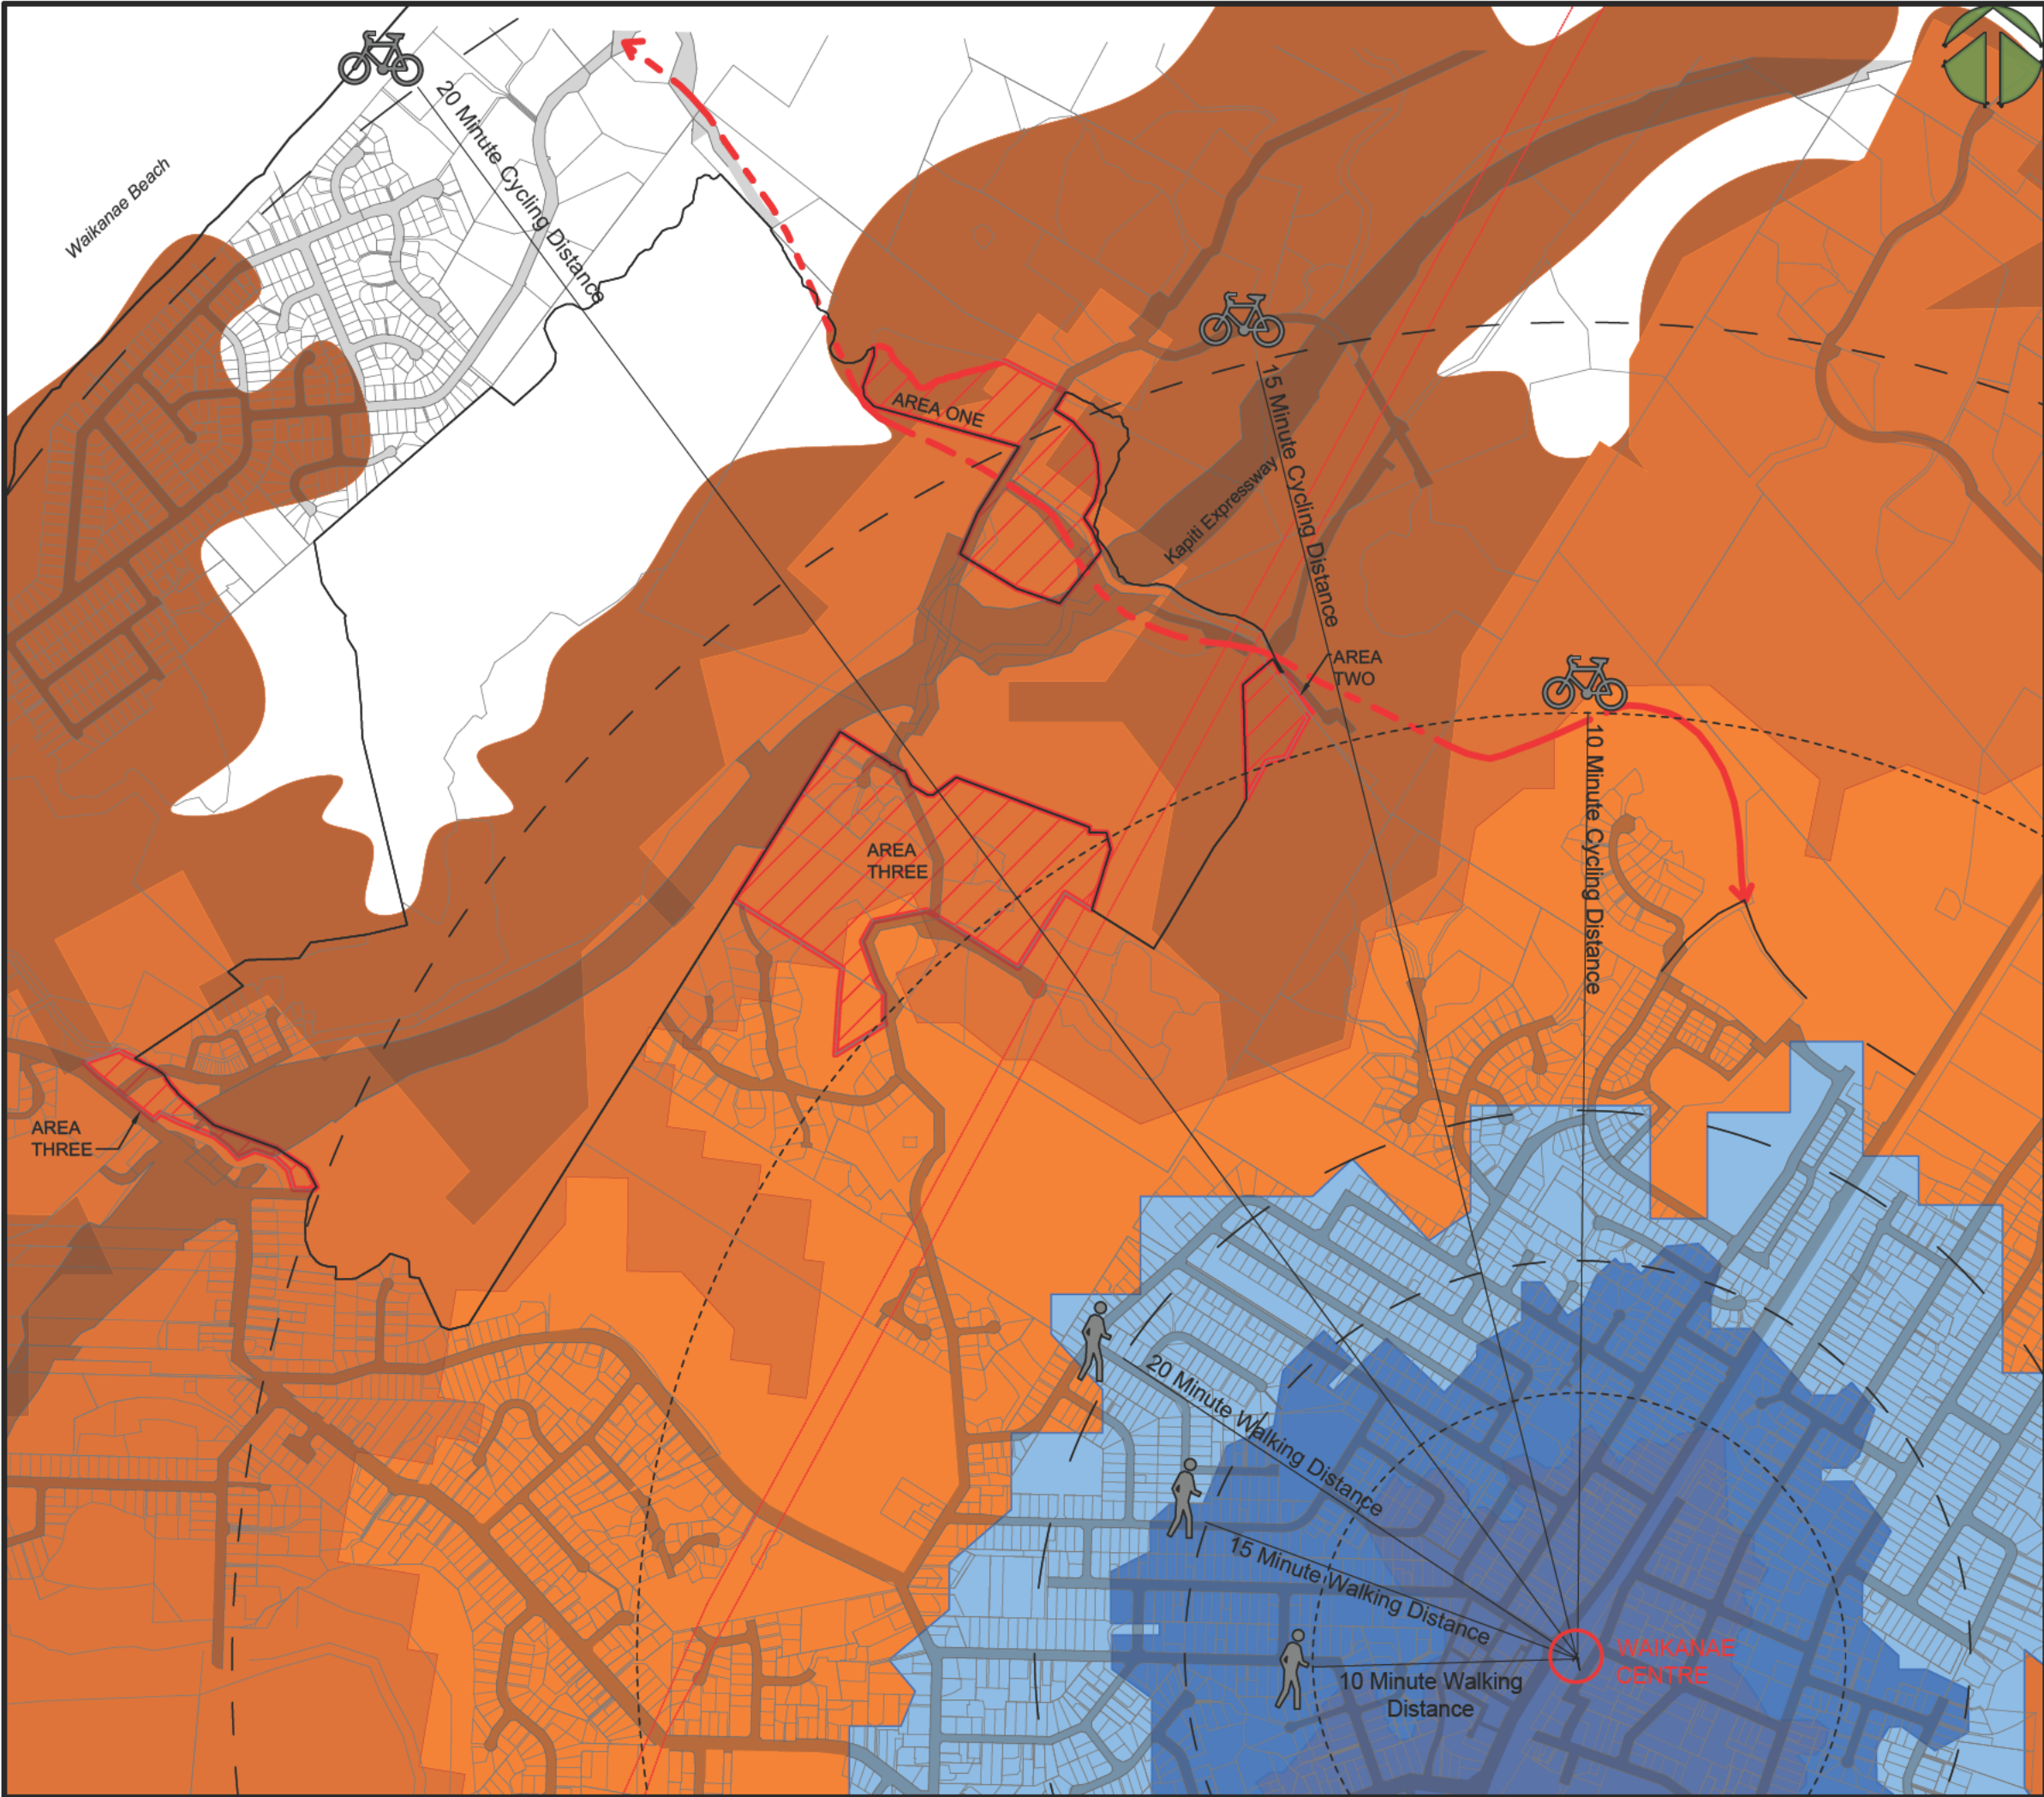 20 Minute Cycling Distance
Waikanae Beach
AREA ONE
15 Minute Cycling Distance
Kapiti Expressway
AREA
TWO
10 Minute Cycling Distance
AREA
THREE
AREA
THREE
20 Minute Walking Distance
15 Minute Walking Distance
10 Minute Walking
Distance
WAIKANAE
CENTRE